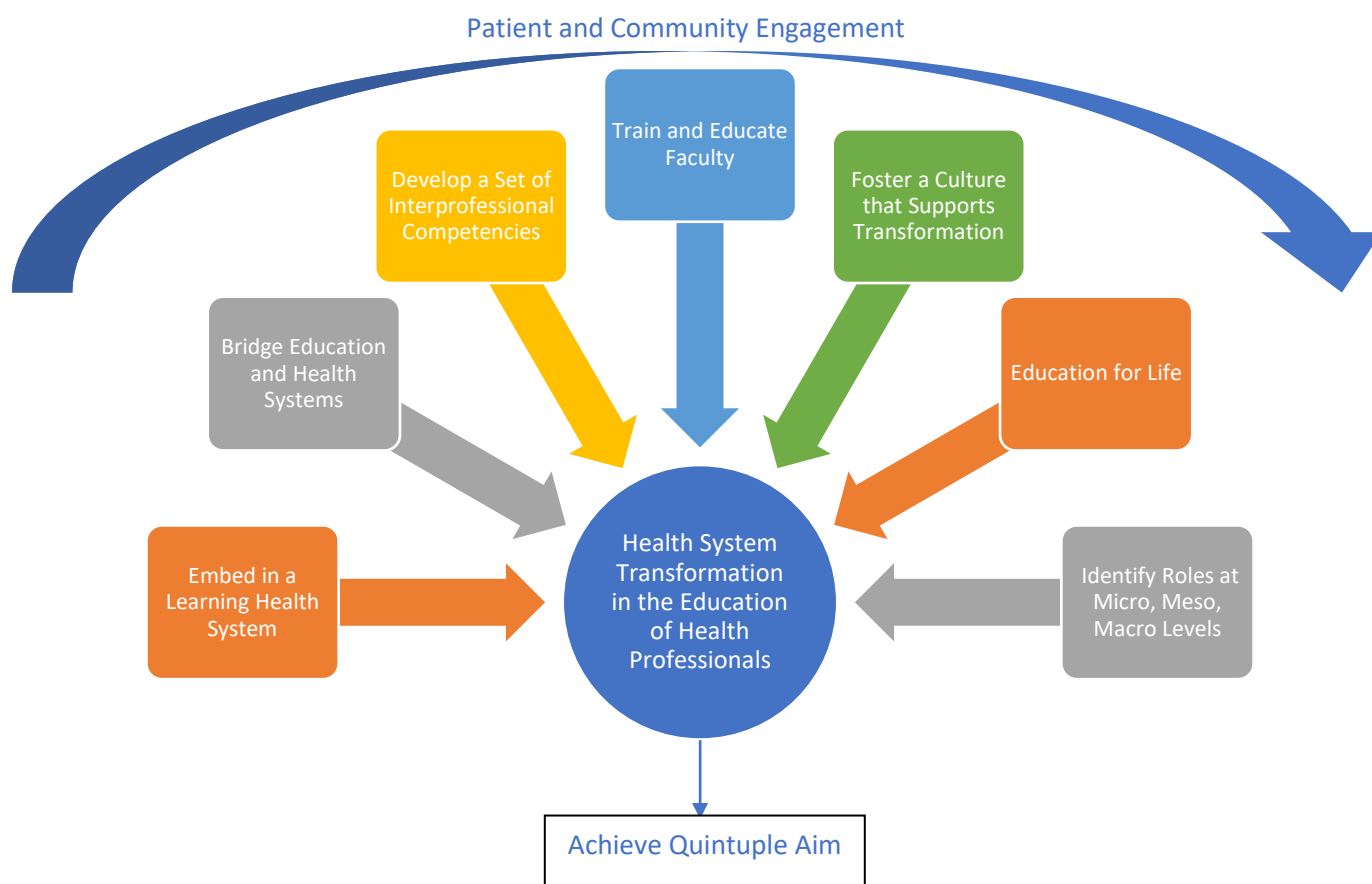 Patient and Community Engagement
Train and Educate
Faculty
Develop a Set of
Interprofessional
Competencies
Foster a Culture
that Supports
Transformation
Bridge Education
and Health
Systems
Education for Life
Embed in a
Learning Health
System
Health System
Transformation
in the Education
of Health
Professionals
Identify Roles at
Micro, Meso,
Macro Levels
Achieve Quintuple Aim